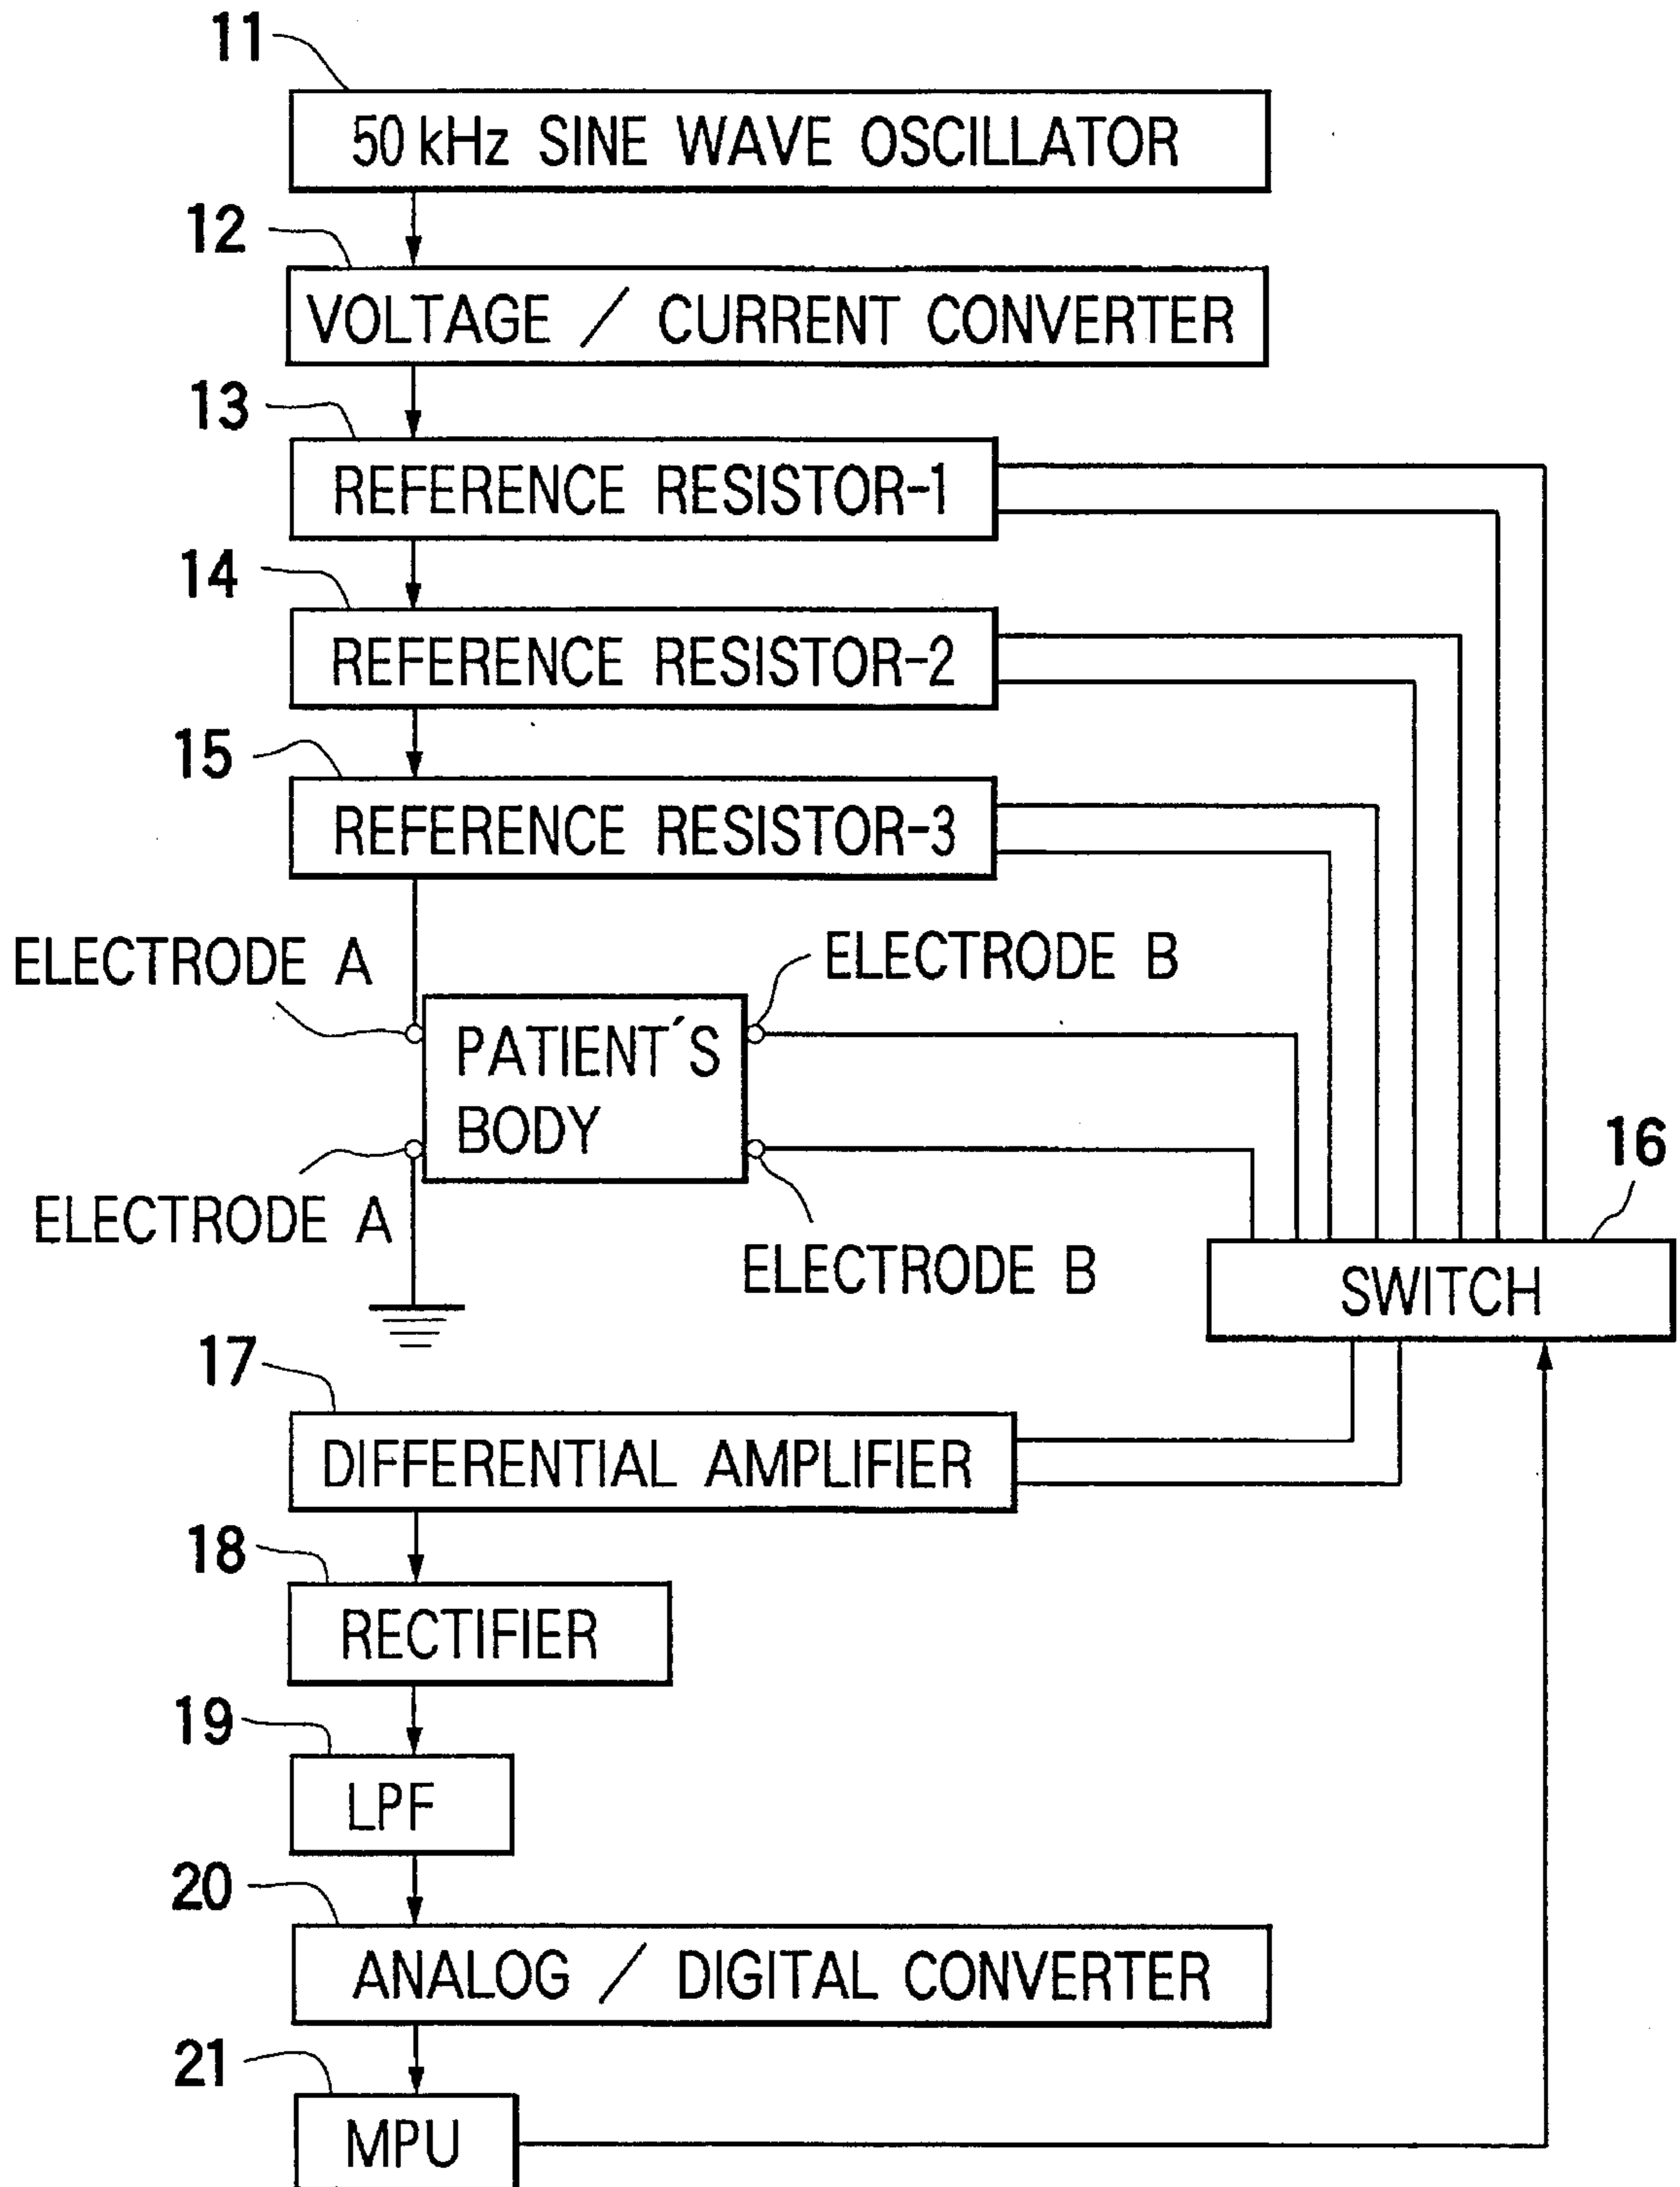 11
50 kHz SINE WAVE OSCILLATOR
12
VOLTAGE / CURRENT CONVERTER
13
REFERENCE RESISTOR-1
14
REFERENCE RESISTOR-2
15
REFERENCE RESISTOR-3
ELECTRODE A
ELECTRODE B
PATIENT´S
BODY
ELECTRODE A
ELECTRODE B
16
SWITCH
17
DIFFERENTIAL AMPLIFIER
18
RECTIFIER
19
LPF
20
ANALOG / DIGITAL CONVERTER
21
MPU